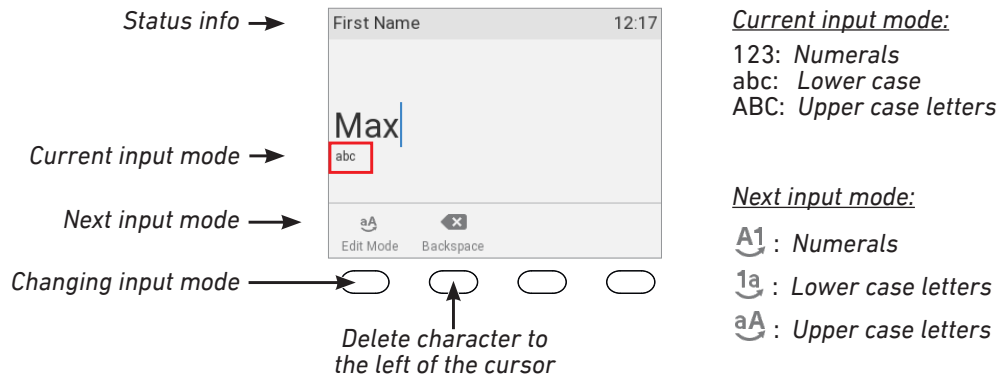 Status info
First Name 12:17
Max
abc
Current input mode
Next input mode
aA
Edit Mode Backspace
Changing input mode
Delete character to
the left of the cursor
Current input mode:
123: Numerals
abc: Lower case
ABC: Upper case letters
Next input mode:
A1 : Numerals
1a : Lower case letters
aA : Upper case letters